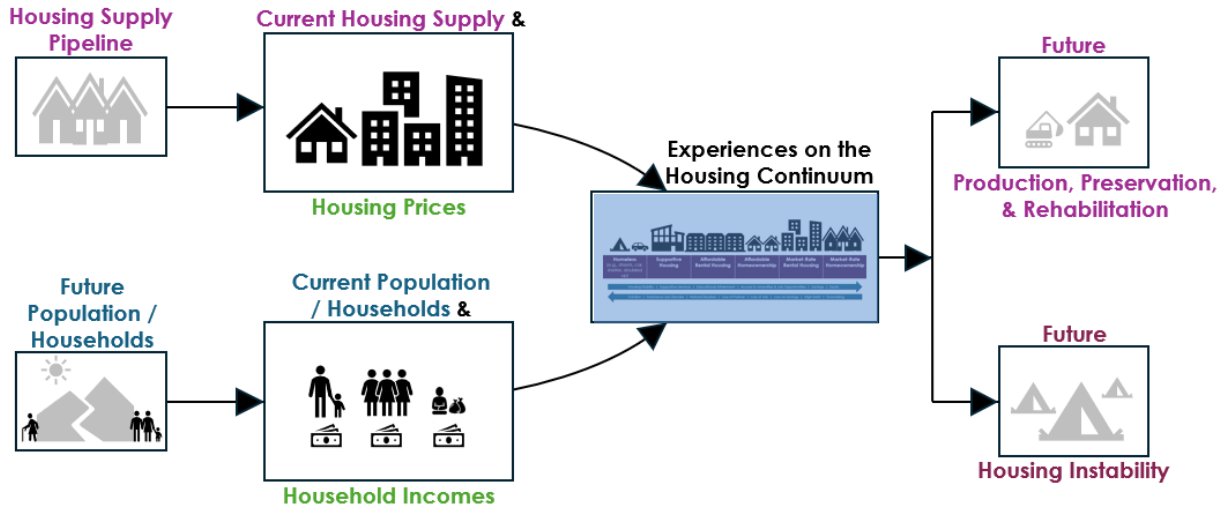 Housing Supply
Pipeline
Current Housing Supply &
Housing Prices
Future
Population /
Households
Current Population
/ Households &
Household Incomes
Experiences on the
Housing Continuum
Homeless
Supportive
Housing
Affordable
Rental Housing
Affordable
Homeownership
Market Rate
Rental Housing
Market Rate
Homeownership
Future
Production, Preservation,
& Rehabilitation
Future
Housing Instability